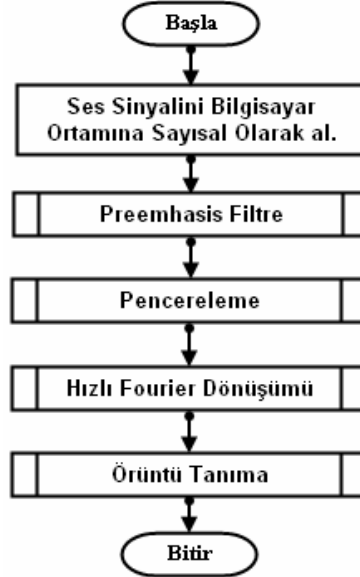 Başla
Ses Sinyalini Bilgisayar
Ortamına Sayısal Olarak al.
Preemhasis Filtre
Pencereleme
Hızlı Fourier Dönüşümü
Örüntü Tanıma
Bitir